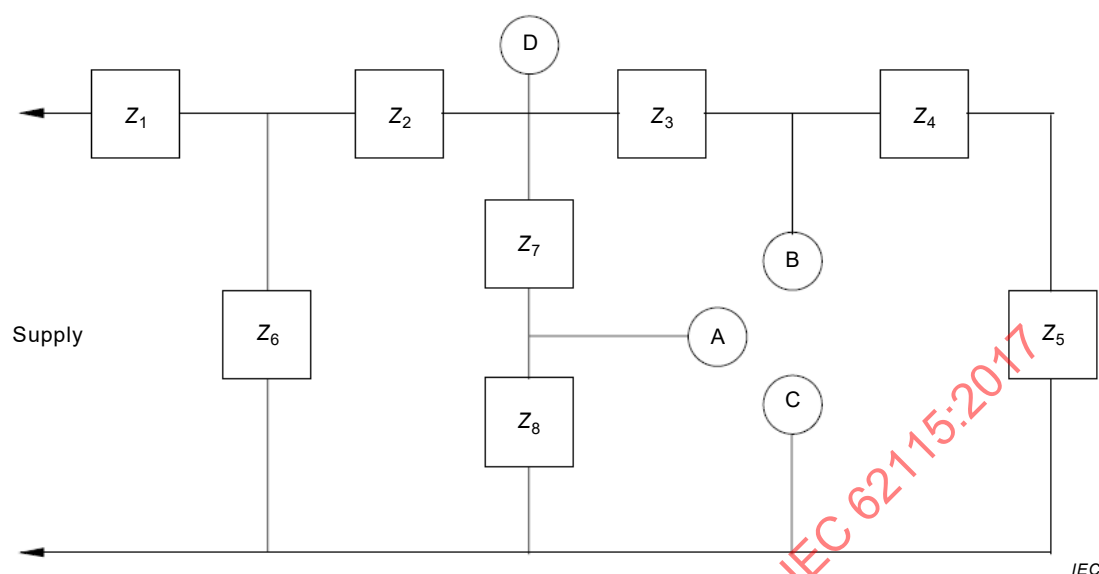 D
Z₁
Z₂
Z₃
Z₄
Z₇
B
Supply
Z₆
A
Z₅
C
Z₈
IEC 62115:2017
IEC